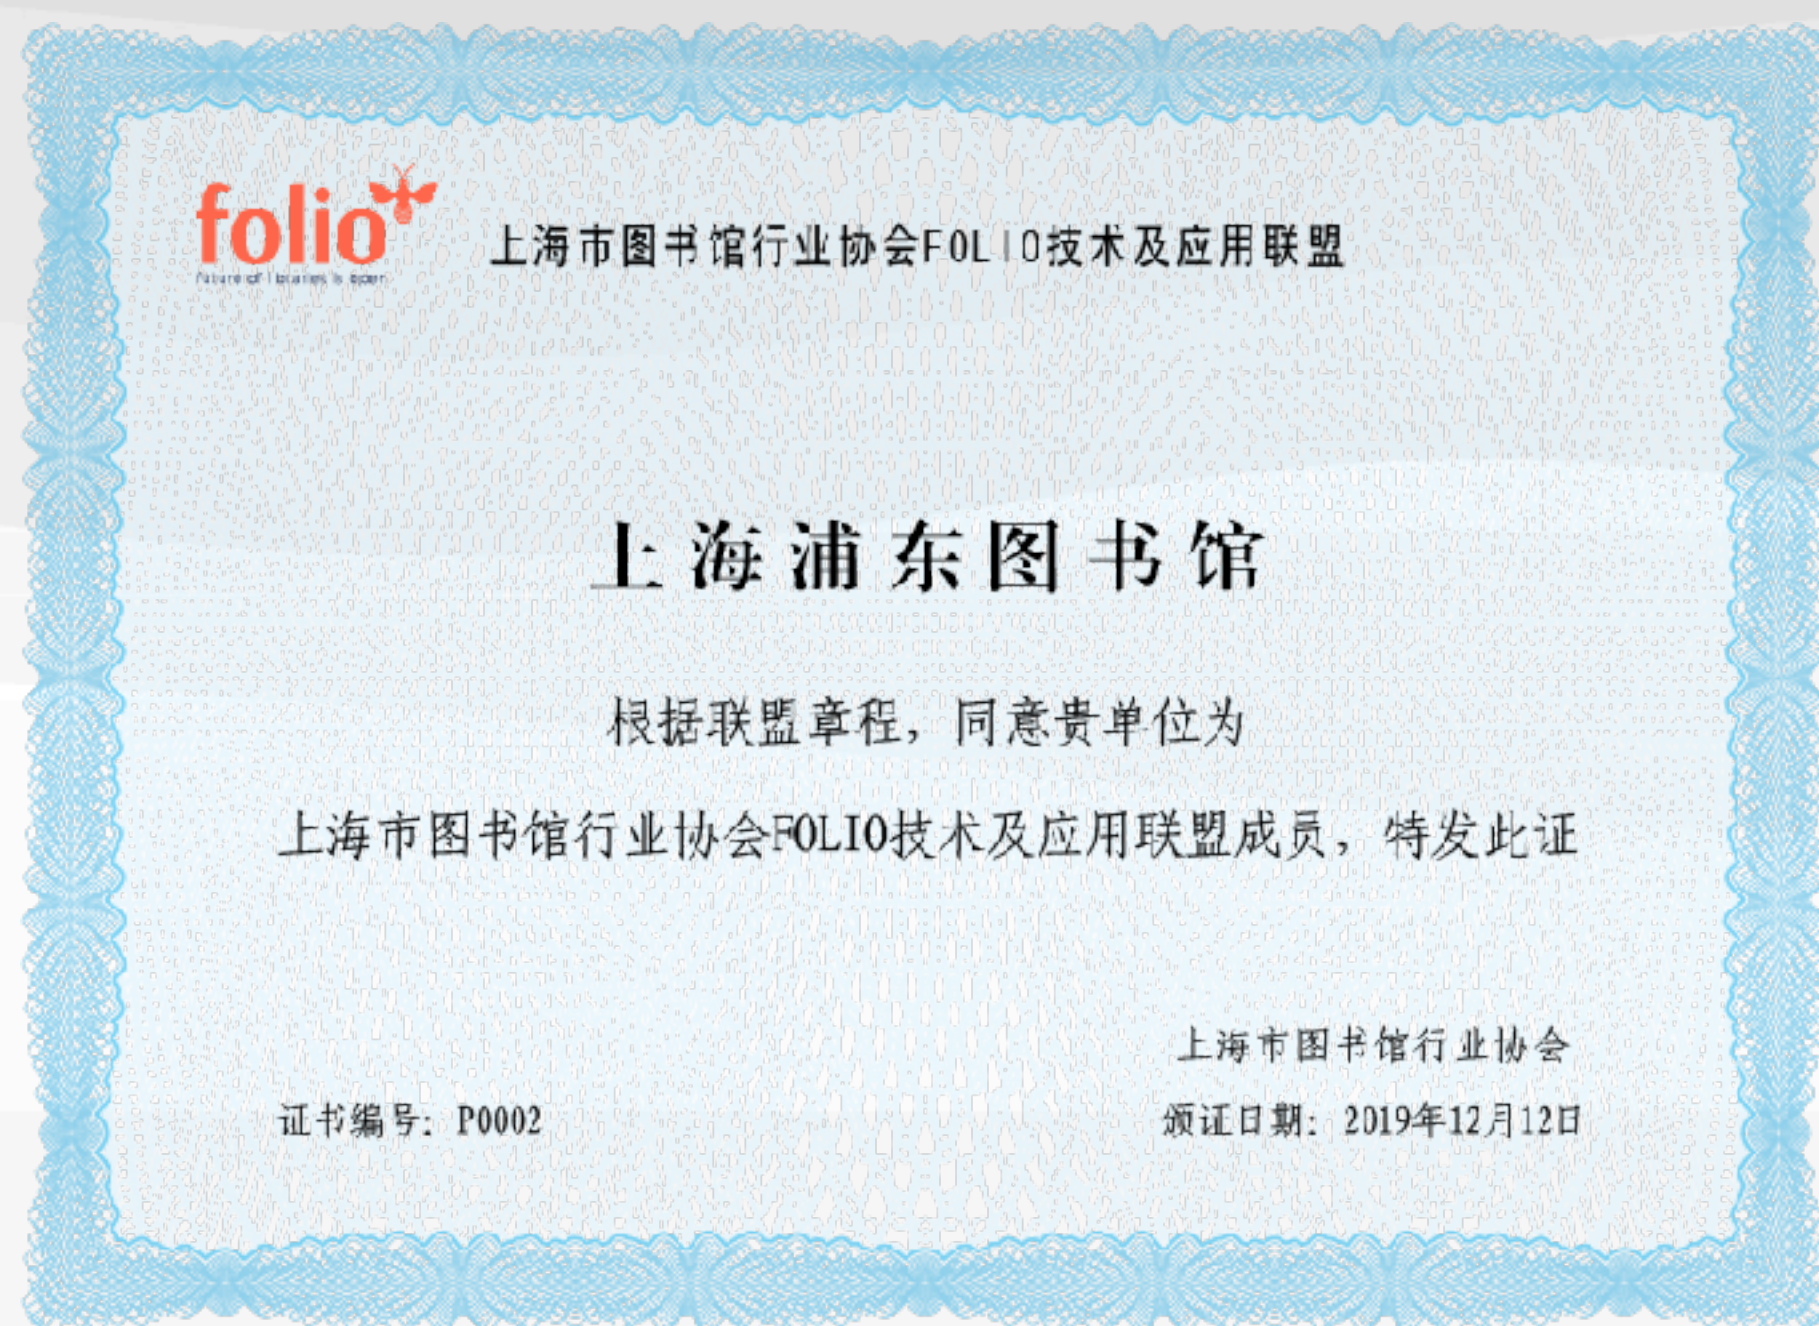 folio
future of libraries is open
上海市图书馆行业协会FOLIO技术及应用联盟
上海浦东图书馆
根据联盟章程，同意贵单位为
上海市图书馆行业协会FOLIO技术及应用联盟成员，特发此证
上海市图书馆行业协会
证书编号：P0002
颁证日期：2019年12月12日